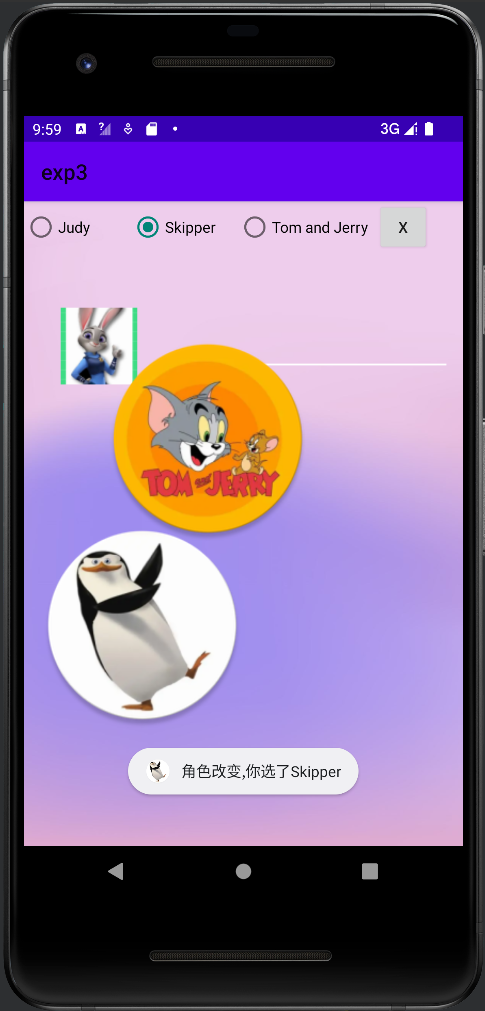 9:59
A
?
3G
exp3
Judy
Skipper
Tom and Jerry
X
TOM AND JERRY
角色改变,你选了Skipper